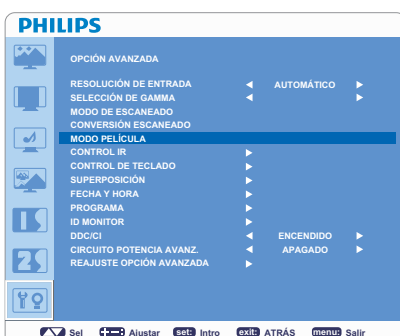 PHILIPS
OPCIÓN AVANZADA
RESOLUCIÓN DE ENTRADA AUTOMÁTICO
SELECCIÓN DE GAMMA
MODO DE ESCANEADO
CONVERSIÓN ESCANEADO
MODO PELÍCULA
CONTROL IR
CONTROL DE TECLADO
SUPERPOSICIÓN
FECHA Y HORA
PROGRAMA
ID MONITOR
DDC/CI ENCENDIDO
CIRCUITO POTENCIA AVANZ. APAGADO
REAJUSTE OPCIÓN AVANZADA
Sel Ajustar set: Intro exit: ATRÁS menu: Salir